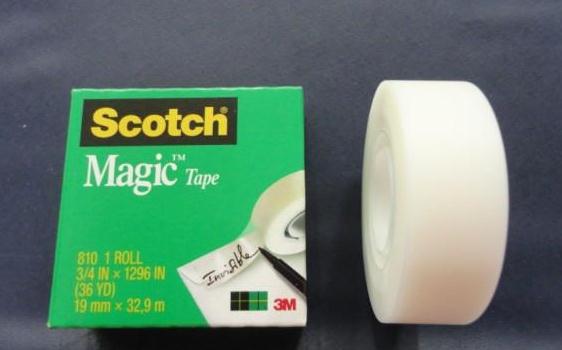 Scotch®
Magic™ Tape
Invisible
810 1 ROLL
3/4 IN × 1296 IN
(36 YD)
19 mm × 32,9 m
3M